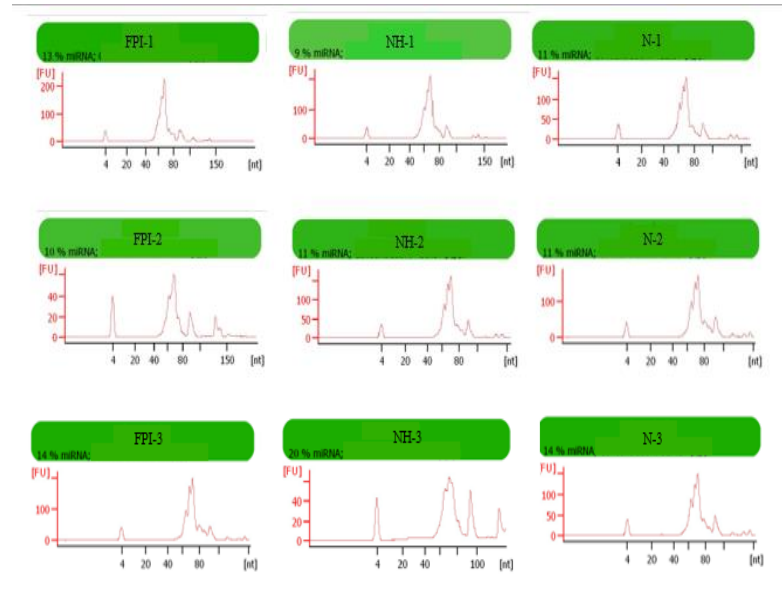 FPI-1
13 % miRNA;
[FU]
200
100
0
4 20 40 80 150 [nt]
NH-1
9 % miRNA;
[FU]
100
0
4 20 40 60 80 150 [nt]
N-1
11 % miRNA;
[FU]
100
50
0
4 20 40 80 [nt]
FPI-2
10 % miRNA;
[FU]
40
20
0
4 20 40 80 150 [nt]
NH-2
11 % miRNA;
[FU]
100
50
0
4 20 40 80 [nt]
N-2
11 % miRNA;
[FU]
100
0
4 20 40 80 [nt]
FPI-3
14 % miRNA;
[FU]
100
0
4 20 40 80 [nt]
NH-3
20 % miRNA;
[FU]
40
20
0
4 20 40 100 [nt]
N-3
14 % miRNA
[FU]
100
50
0
4 20 40 80 [nt]